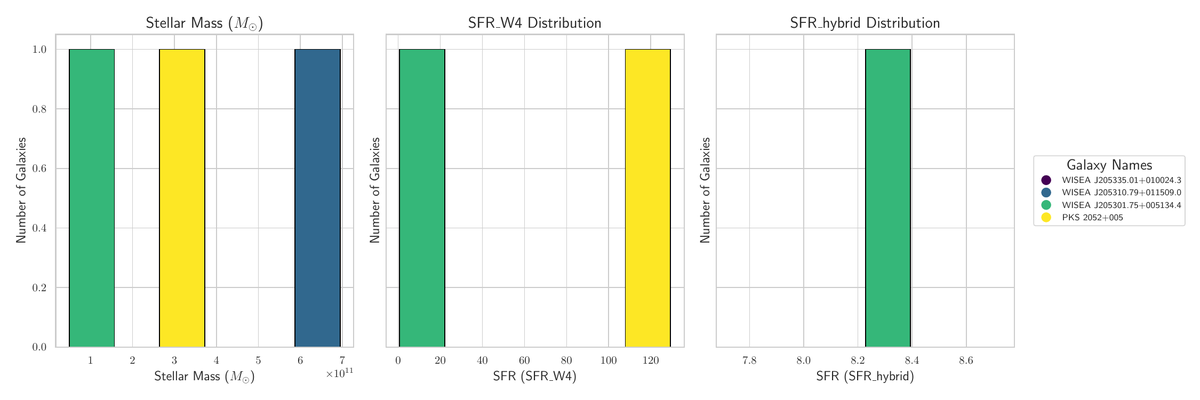 Stellar Mass (M⊙)
SFR_W4 Distribution
SFR_hybrid Distribution
Number of Galaxies
1.0
0.8
0.6
0.4
0.2
0.0
1 2 3 4 5 6 7
×10¹¹
Stellar Mass (M⊙)
Number of Galaxies
0 20 40 60 80 100 120
SFR (SFR_W4)
Number of Galaxies
7.8 8.0 8.2 8.4 8.6
SFR (SFR_hybrid)
Galaxy Names
WISEA J205335.01+010024.3
WISEA J205310.79+011509.0
WISEA J205301.75+005134.4
PKS 2052+005